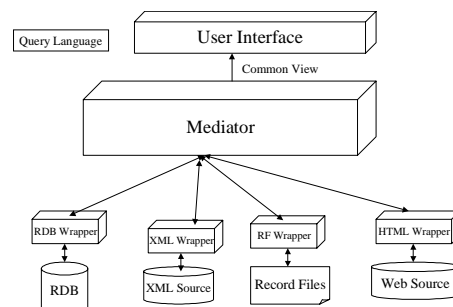 User Interface
Query Language
Common View
Mediator
RDB Wrapper
XML Wrapper
RF Wrapper
HTML Wrapper
RDB
XML Source
Record Files
Web Source